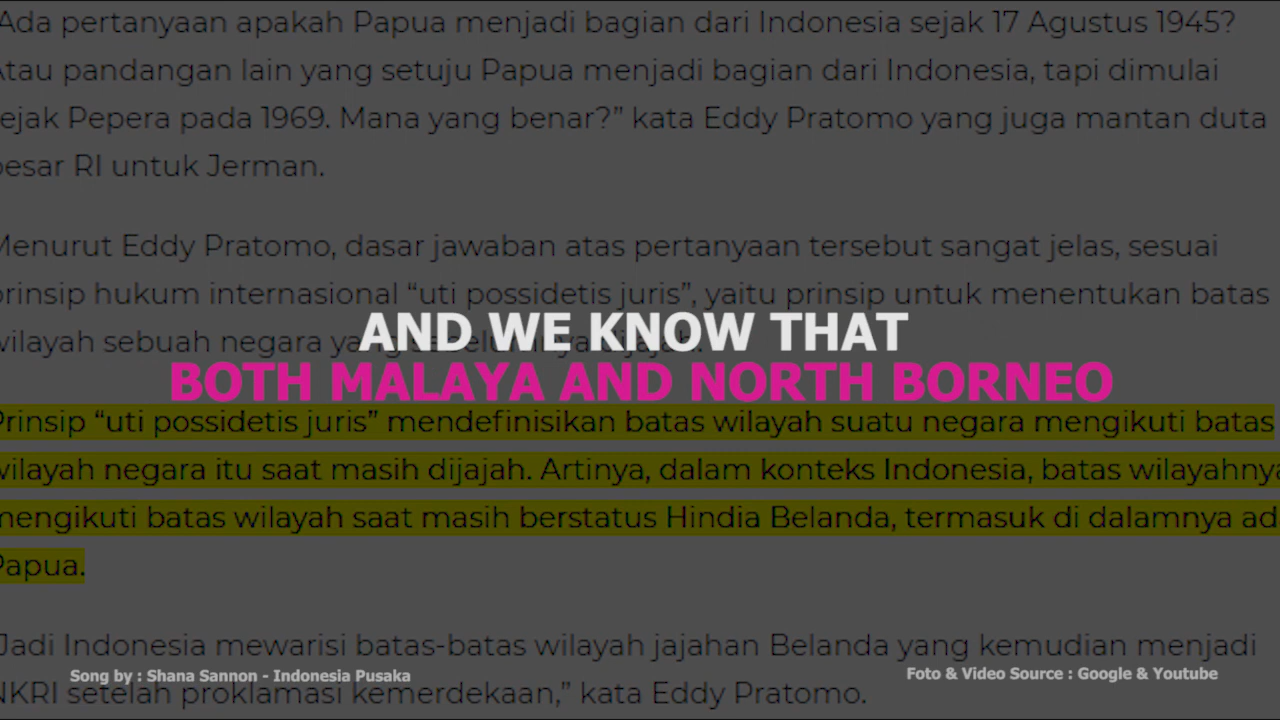 Ada pertanyaan apakah Papua menjadi bagian dari Indonesia sejak 17 Agustus 1945?
Atau pandangan lain yang setuju Papua menjadi bagian dari Indonesia, tapi dimulai
sejak Pepera pada 1969. Mana yang benar?” kata Eddy Pratomo yang juga mantan duta
besar RI untuk Jerman.
Menurut Eddy Pratomo, dasar jawaban atas pertanyaan tersebut sangat jelas, sesuai
prinsip hukum internasional “uti possidetis juris”, yaitu prinsip untuk menentukan batas
wilayah sebuah negara yang sebelumnya dijajah.
AND WE KNOW THAT
BOTH MALAYA AND NORTH BORNEO
Prinsip “uti possidetis juris” mendefinisikan batas wilayah suatu negara mengikuti batas
wilayah negara itu saat masih dijajah. Artinya, dalam konteks Indonesia, batas wilayahnya
mengikuti batas wilayah saat masih berstatus Hindia Belanda, termasuk di dalamnya ad
Papua.
Jadi Indonesia mewarisi batas-batas wilayah jajahan Belanda yang kemudian menjadi
Song by : Shana Sannon - Indonesia Pusaka
Foto & Video Source : Google & Youtube
NKRI setelah proklamasi kemerdekaan,” kata Eddy Pratomo.